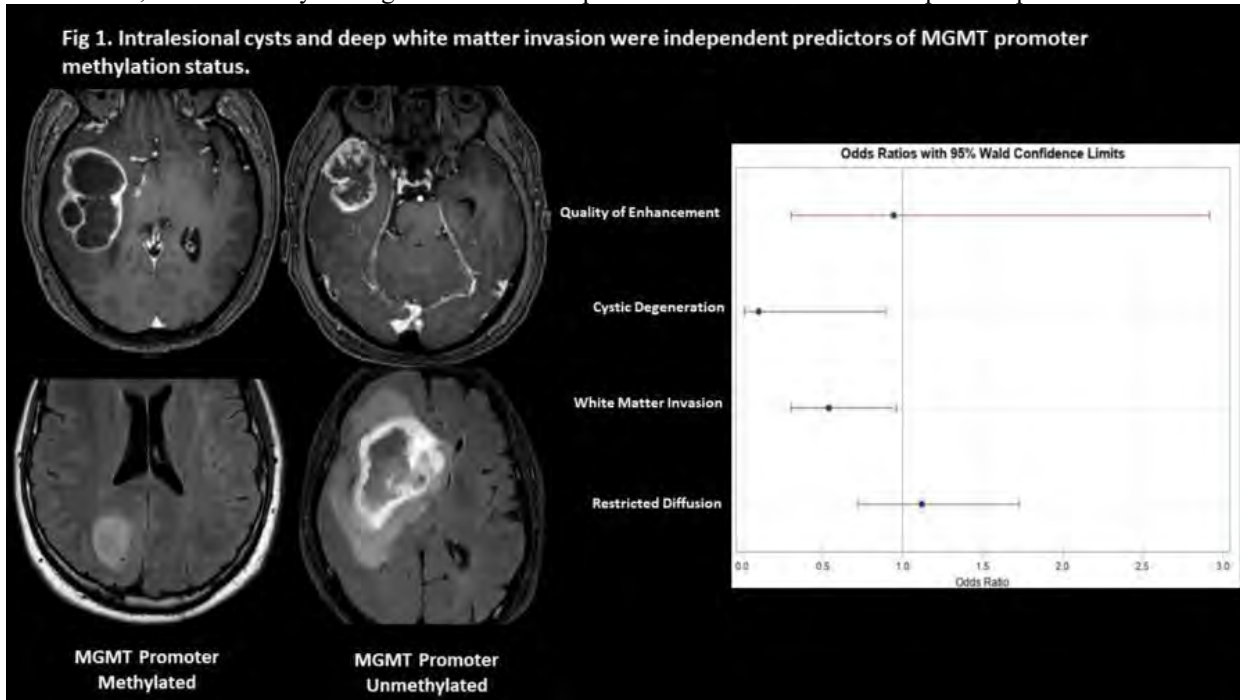 Fig 1. Intralesional cysts and deep white matter invasion were independent predictors of MGMT promoter
methylation status.
Odds Ratios with 95% Wald Confidence Limits
Quality of Enhancement
Cystic Degeneration
White Matter Invasion
Restricted Diffusion
0.0 0.5 1.0 1.5 2.0 2.5 3.0
Odds Ratio
MGMT Promoter
Methylated
MGMT Promoter
Unmethylated